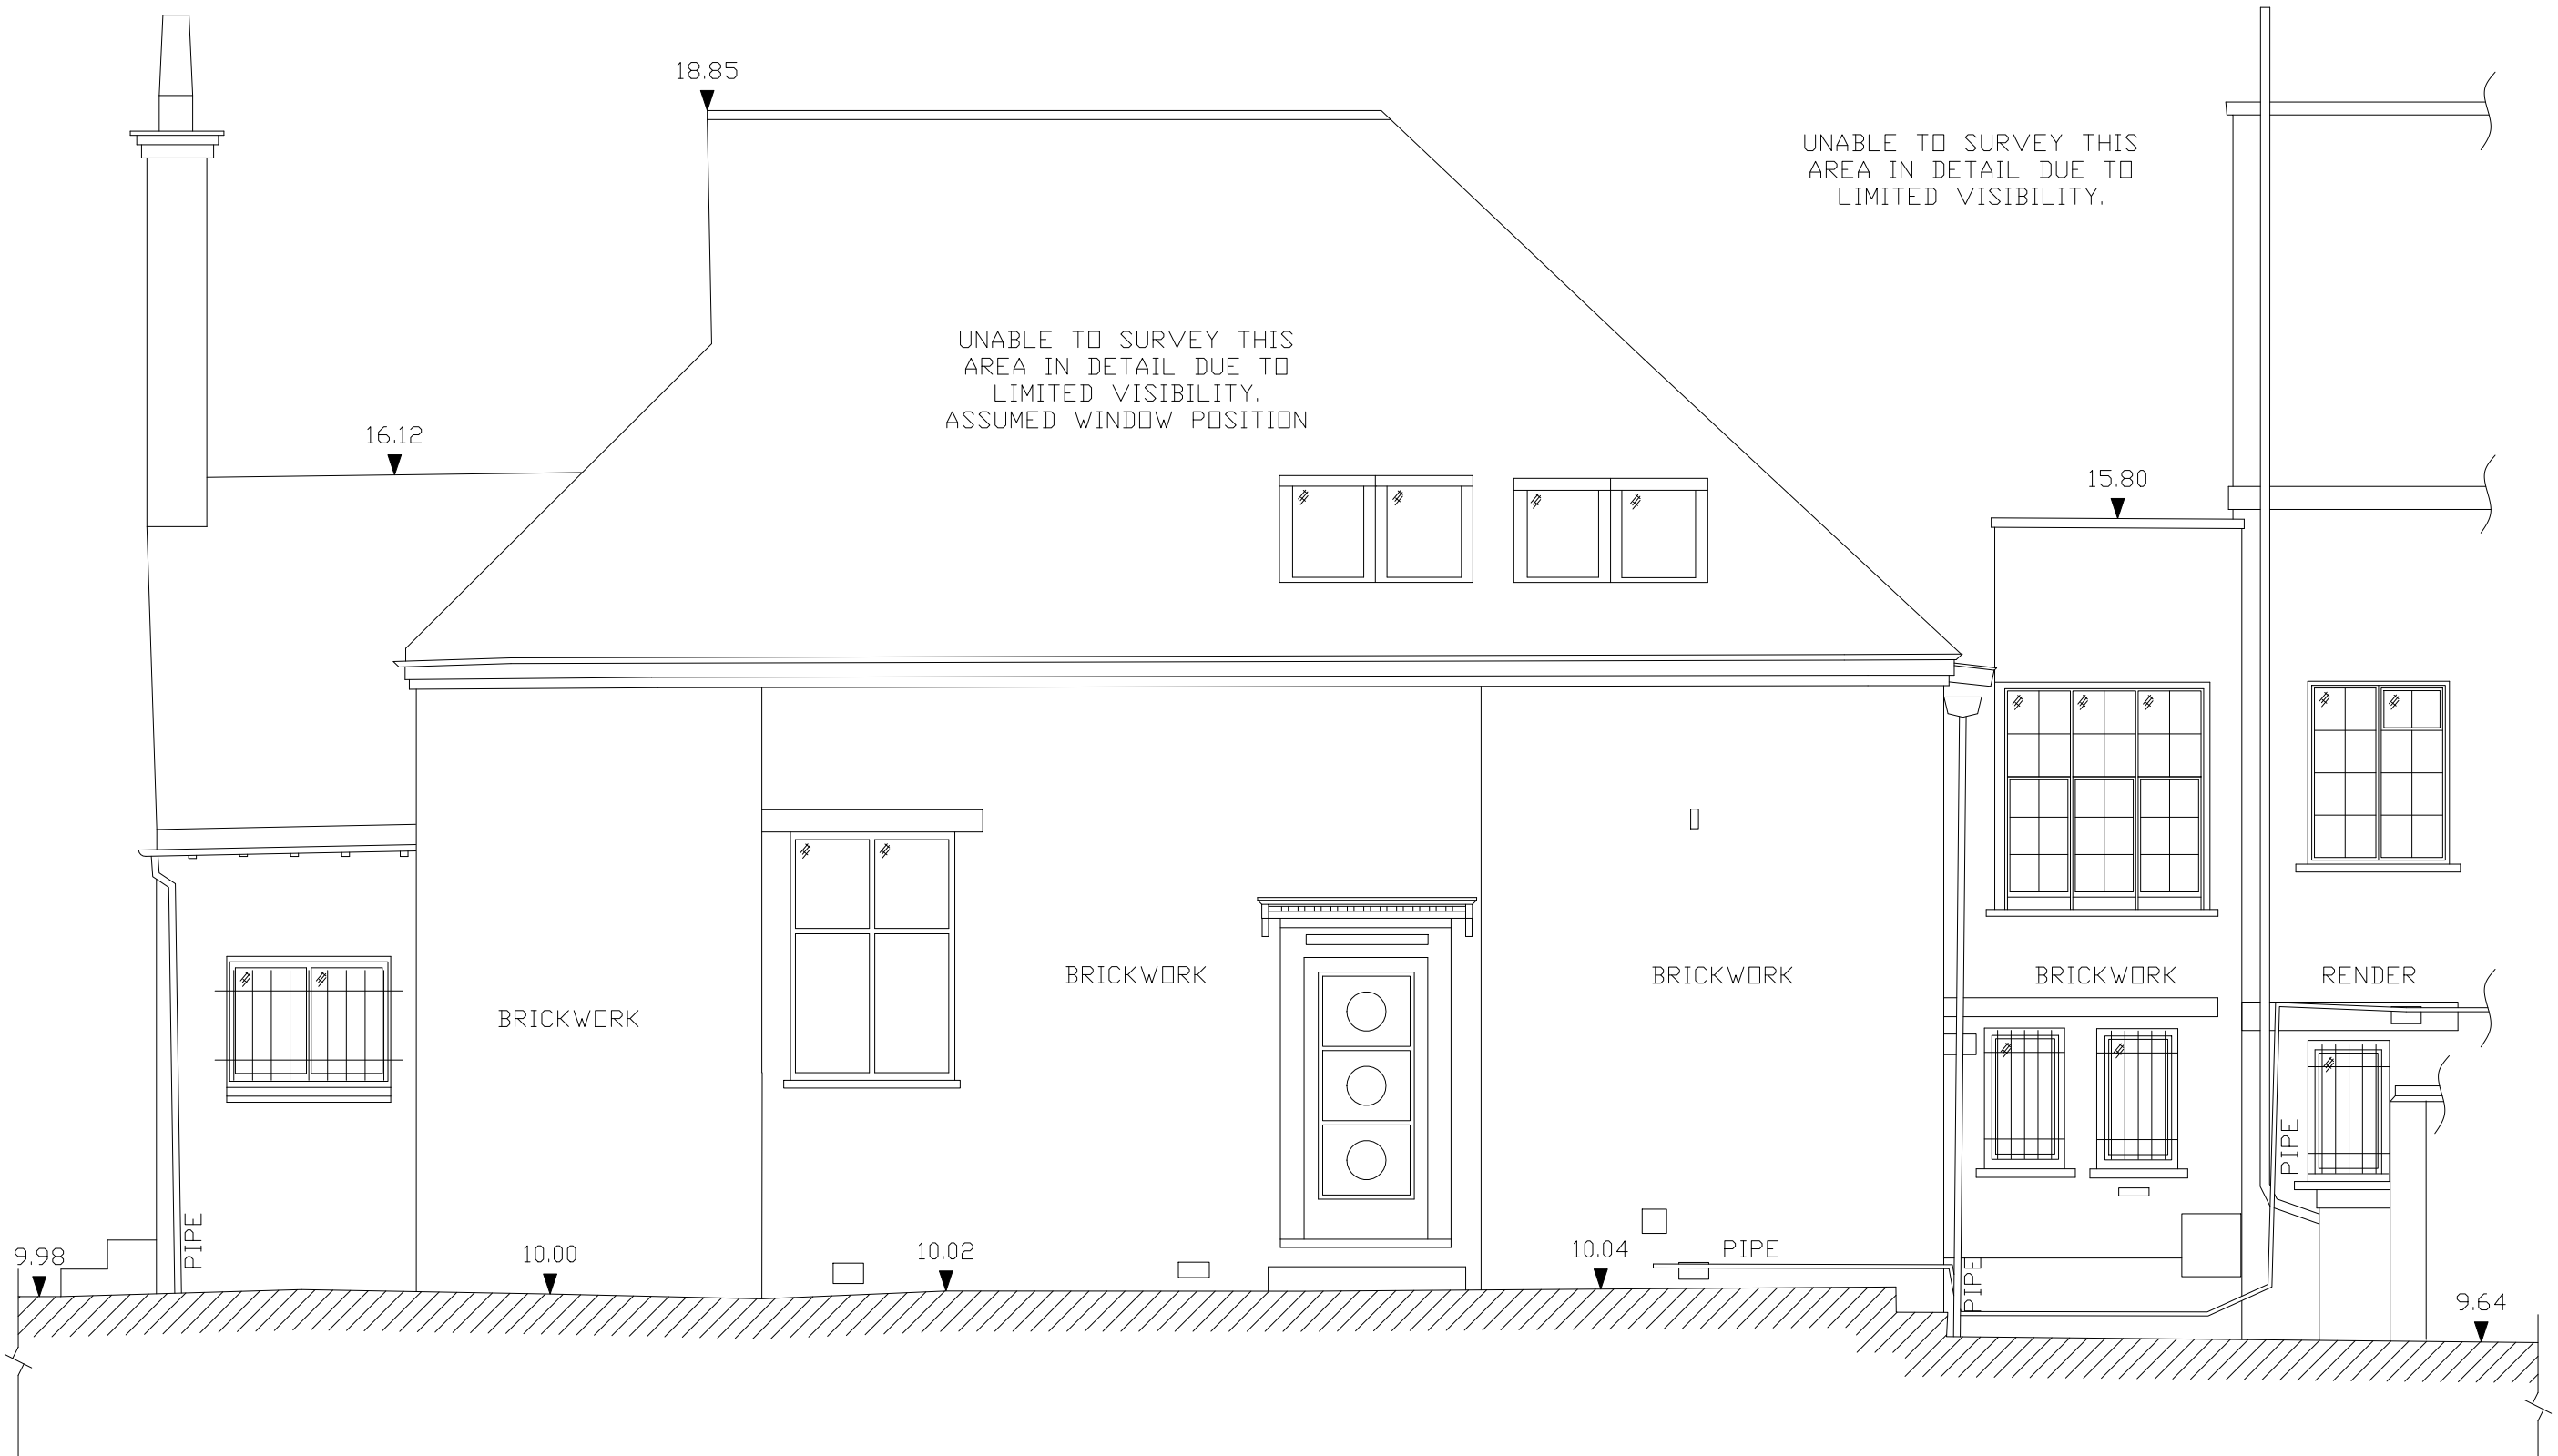 18.85
UNABLE TO SURVEY THIS
AREA IN DETAIL DUE TO
LIMITED VISIBILITY.
UNABLE TO SURVEY THIS
AREA IN DETAIL DUE TO
LIMITED VISIBILITY.
ASSUMED WINDOW POSITION
16.12
15.80
BRICKWORK
BRICKWORK
BRICKWORK
BRICKWORK
RENDER
PIPE
PIPE
9.98
10.00
10.02
10.04
PIPE
PIPE
9.64